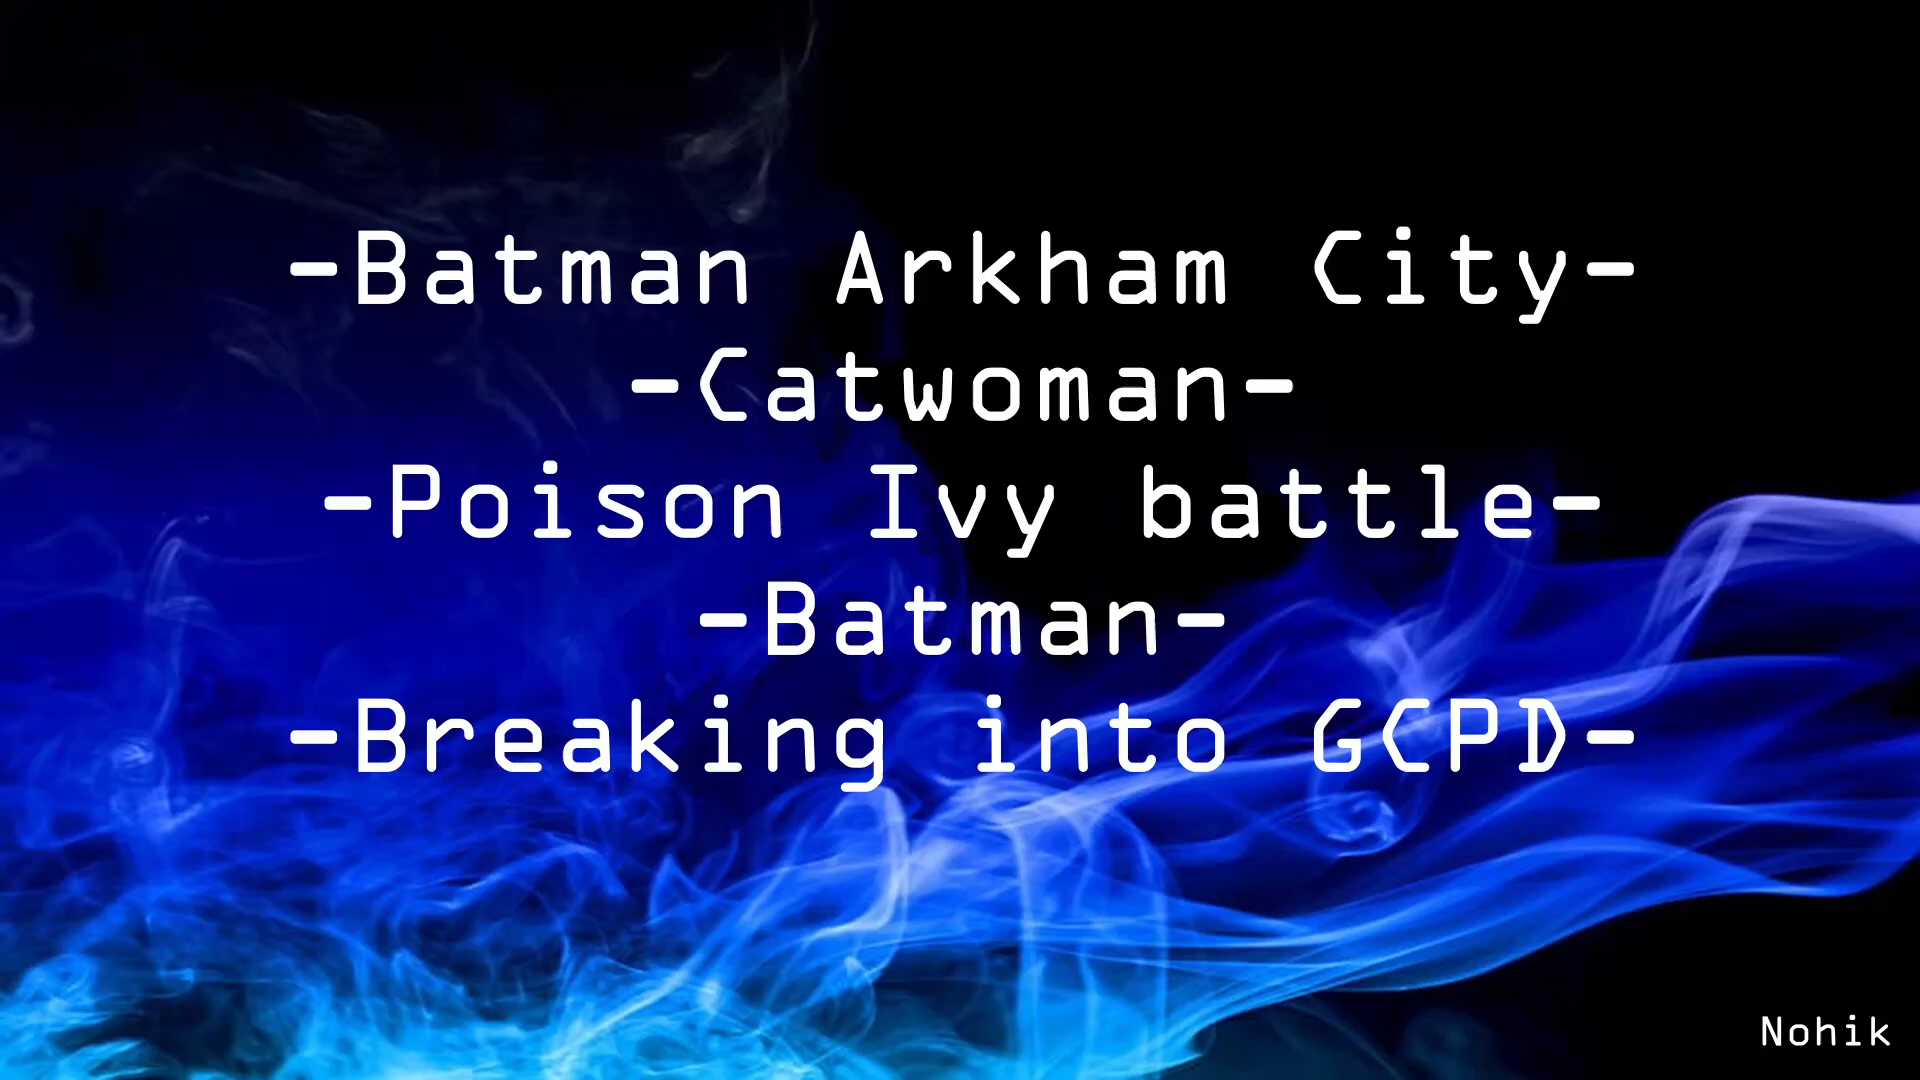 -Batman Arkham City-
-Catwoman-
-Poison Ivy battle-
-Batman-
-Breaking into GCPD-
Nohik